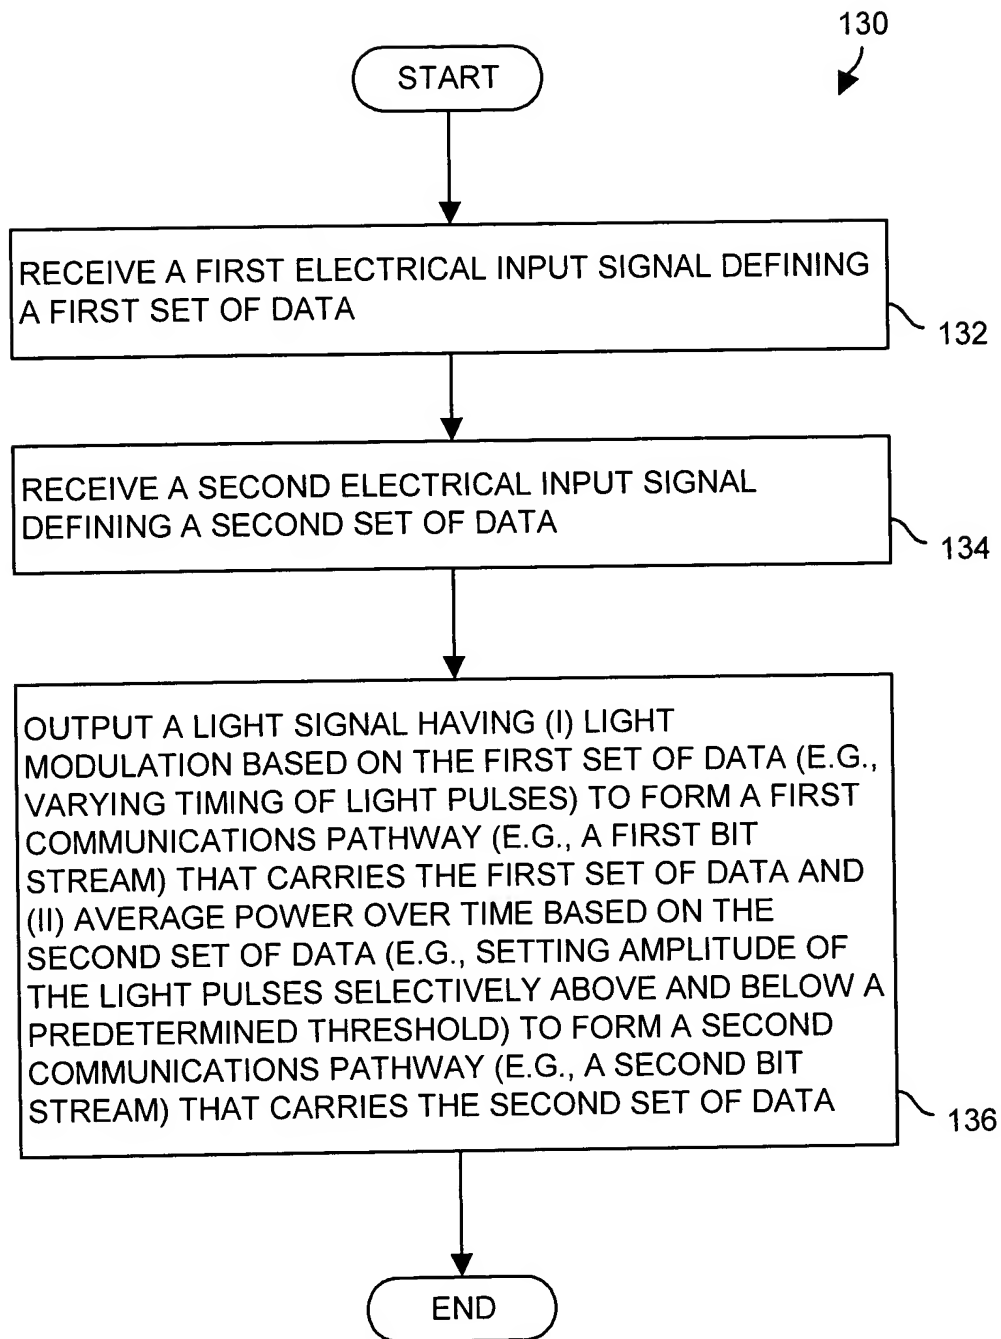 130
START
RECEIVE A FIRST ELECTRICAL INPUT SIGNAL DEFINING
A FIRST SET OF DATA
132
RECEIVE A SECOND ELECTRICAL INPUT SIGNAL
DEFINING A SECOND SET OF DATA
134
OUTPUT A LIGHT SIGNAL HAVING (I) LIGHT
MODULATION BASED ON THE FIRST SET OF DATA (E.G.,
VARYING TIMING OF LIGHT PULSES) TO FORM A FIRST
COMMUNICATIONS PATHWAY (E.G., A FIRST BIT
STREAM) THAT CARRIES THE FIRST SET OF DATA AND
(II) AVERAGE POWER OVER TIME BASED ON THE
SECOND SET OF DATA (E.G., SETTING AMPLITUDE OF
THE LIGHT PULSES SELECTIVELY ABOVE AND BELOW A
PREDETERMINED THRESHOLD) TO FORM A SECOND
COMMUNICATIONS PATHWAY (E.G., A SECOND BIT
STREAM) THAT CARRIES THE SECOND SET OF DATA
136
END